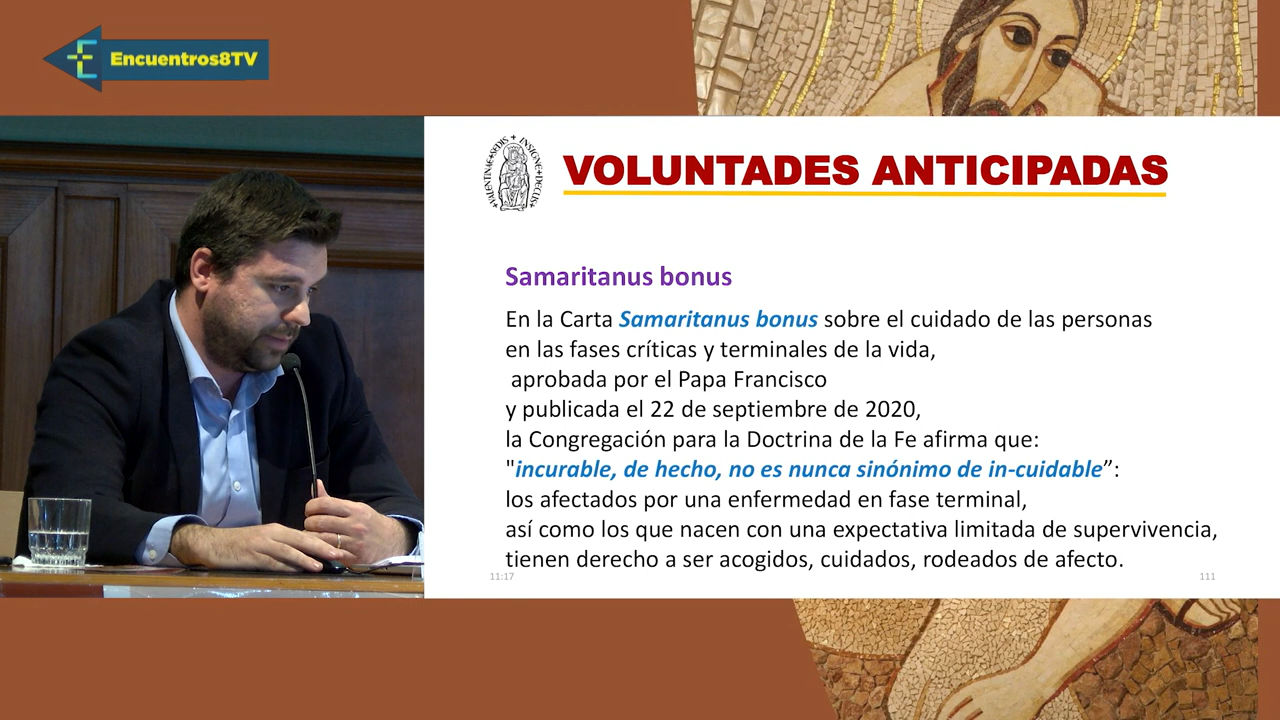 Encuentros8TV
VALENTINAE SEDIS + INSIGNE DECUS +
VOLUNTADES ANTICIPADAS
Samaritanus bonus
En la Carta Samaritanus bonus sobre el cuidado de las personas
en las fases críticas y terminales de la vida,
aprobada por el Papa Francisco
y publicada el 22 de septiembre de 2020,
la Congregación para la Doctrina de la Fe afirma que:
"incurable, de hecho, no es nunca sinónimo de in-cuidable”:
los afectados por una enfermedad en fase terminal,
así como los que nacen con una expectativa limitada de supervivencia,
tienen derecho a ser acogidos, cuidados, rodeados de afecto.
11:17
111